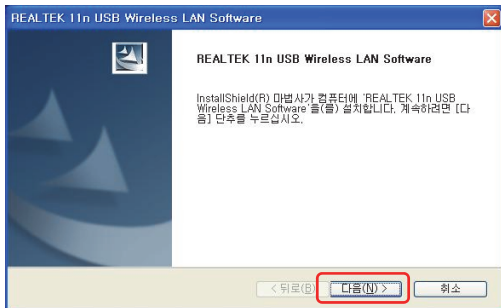 REALTEK 11n USB Wireless LAN Software
REALTEK 11n USB Wireless LAN Software
InstallShield(R) 마법사가 컴퓨터에 'REALTEK 11n USB
Wireless LAN Software'을(를) 설치합니다. 계속하려면 [다
음] 단추를 누르십시오.
< 뒤로(B)
다음(N) >
취소